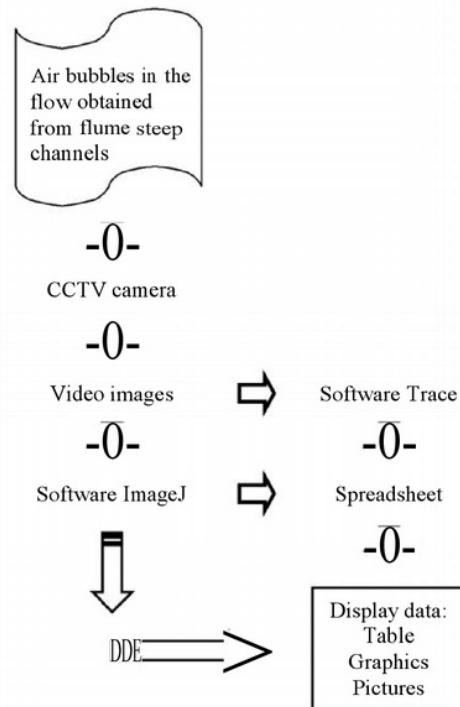 Air bubbles in the
flow obtained
from flume steep
channels
-0-
CCTV camera
-0-
Video images
Software Trace
-0-
-0-
Software ImageJ
Spreadsheet
-0-
DDE
Display data:
Table
Graphics
Pictures